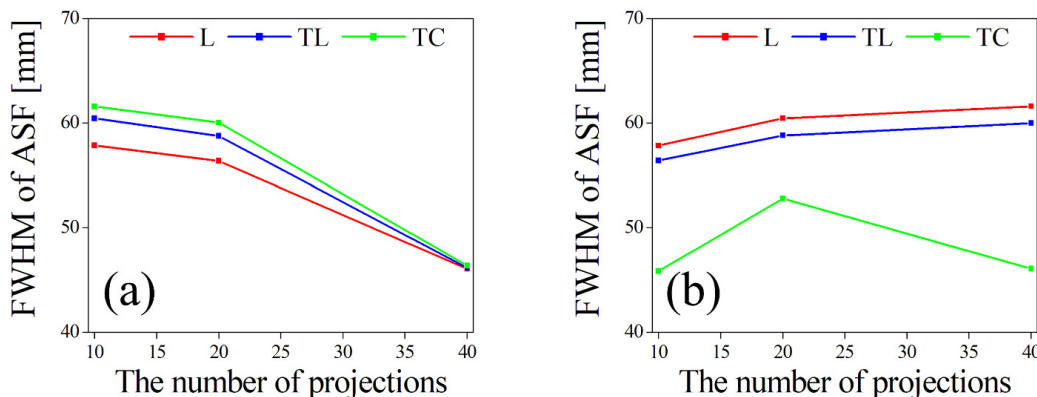 FWHM of ASF [mm]
70
60
50
40
L TL TC
(a)
10 15 20 25 30 35 40
The number of projections
FWHM of ASF [mm]
70
60
50
40
L TL TC
(b)
10 15 20 25 30 35 40
The number of projections